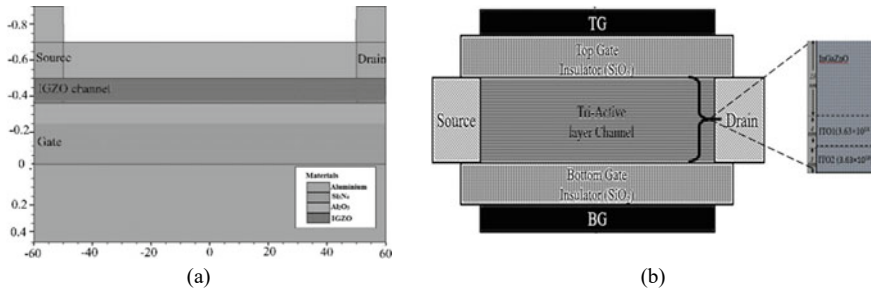 -0.8
-0.6
-0.4
-0.2
0
0.2
0.4
-60
-40
-20
0
20
40
60
Source
Drain
IGZO channel
Gate
Materials
Aluminium
Si₃N₄
Al₂O₃
IGZO
(a)
TG
Top Gate
Insulator (SiO₂)
Source
Tri-Active
layer Channel
Drain
Bottom Gate
Insulator (SiO₂)
BG
InGaZnO
(b)